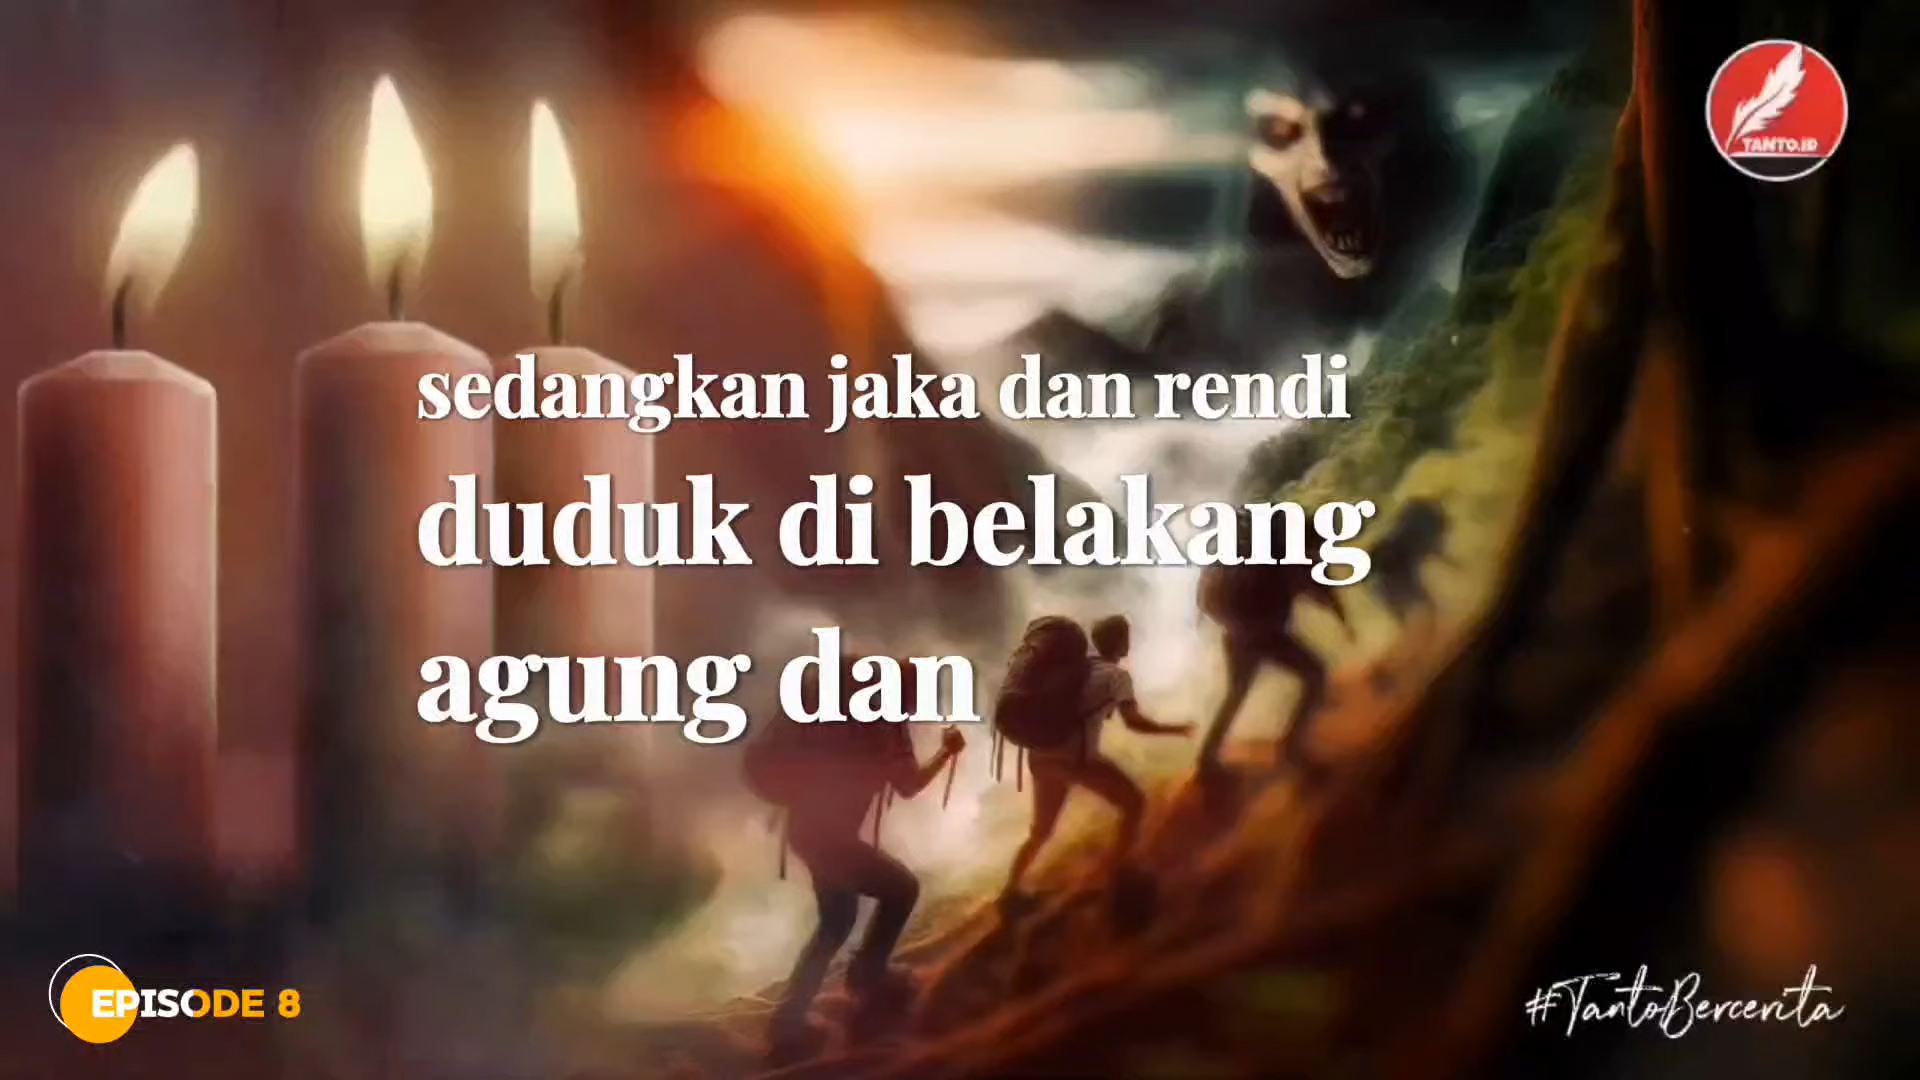 TANTO.ID
sedangkan jaka dan rendi
duduk di belakang
agung dan
EPISODE 8
#TantoBercerita